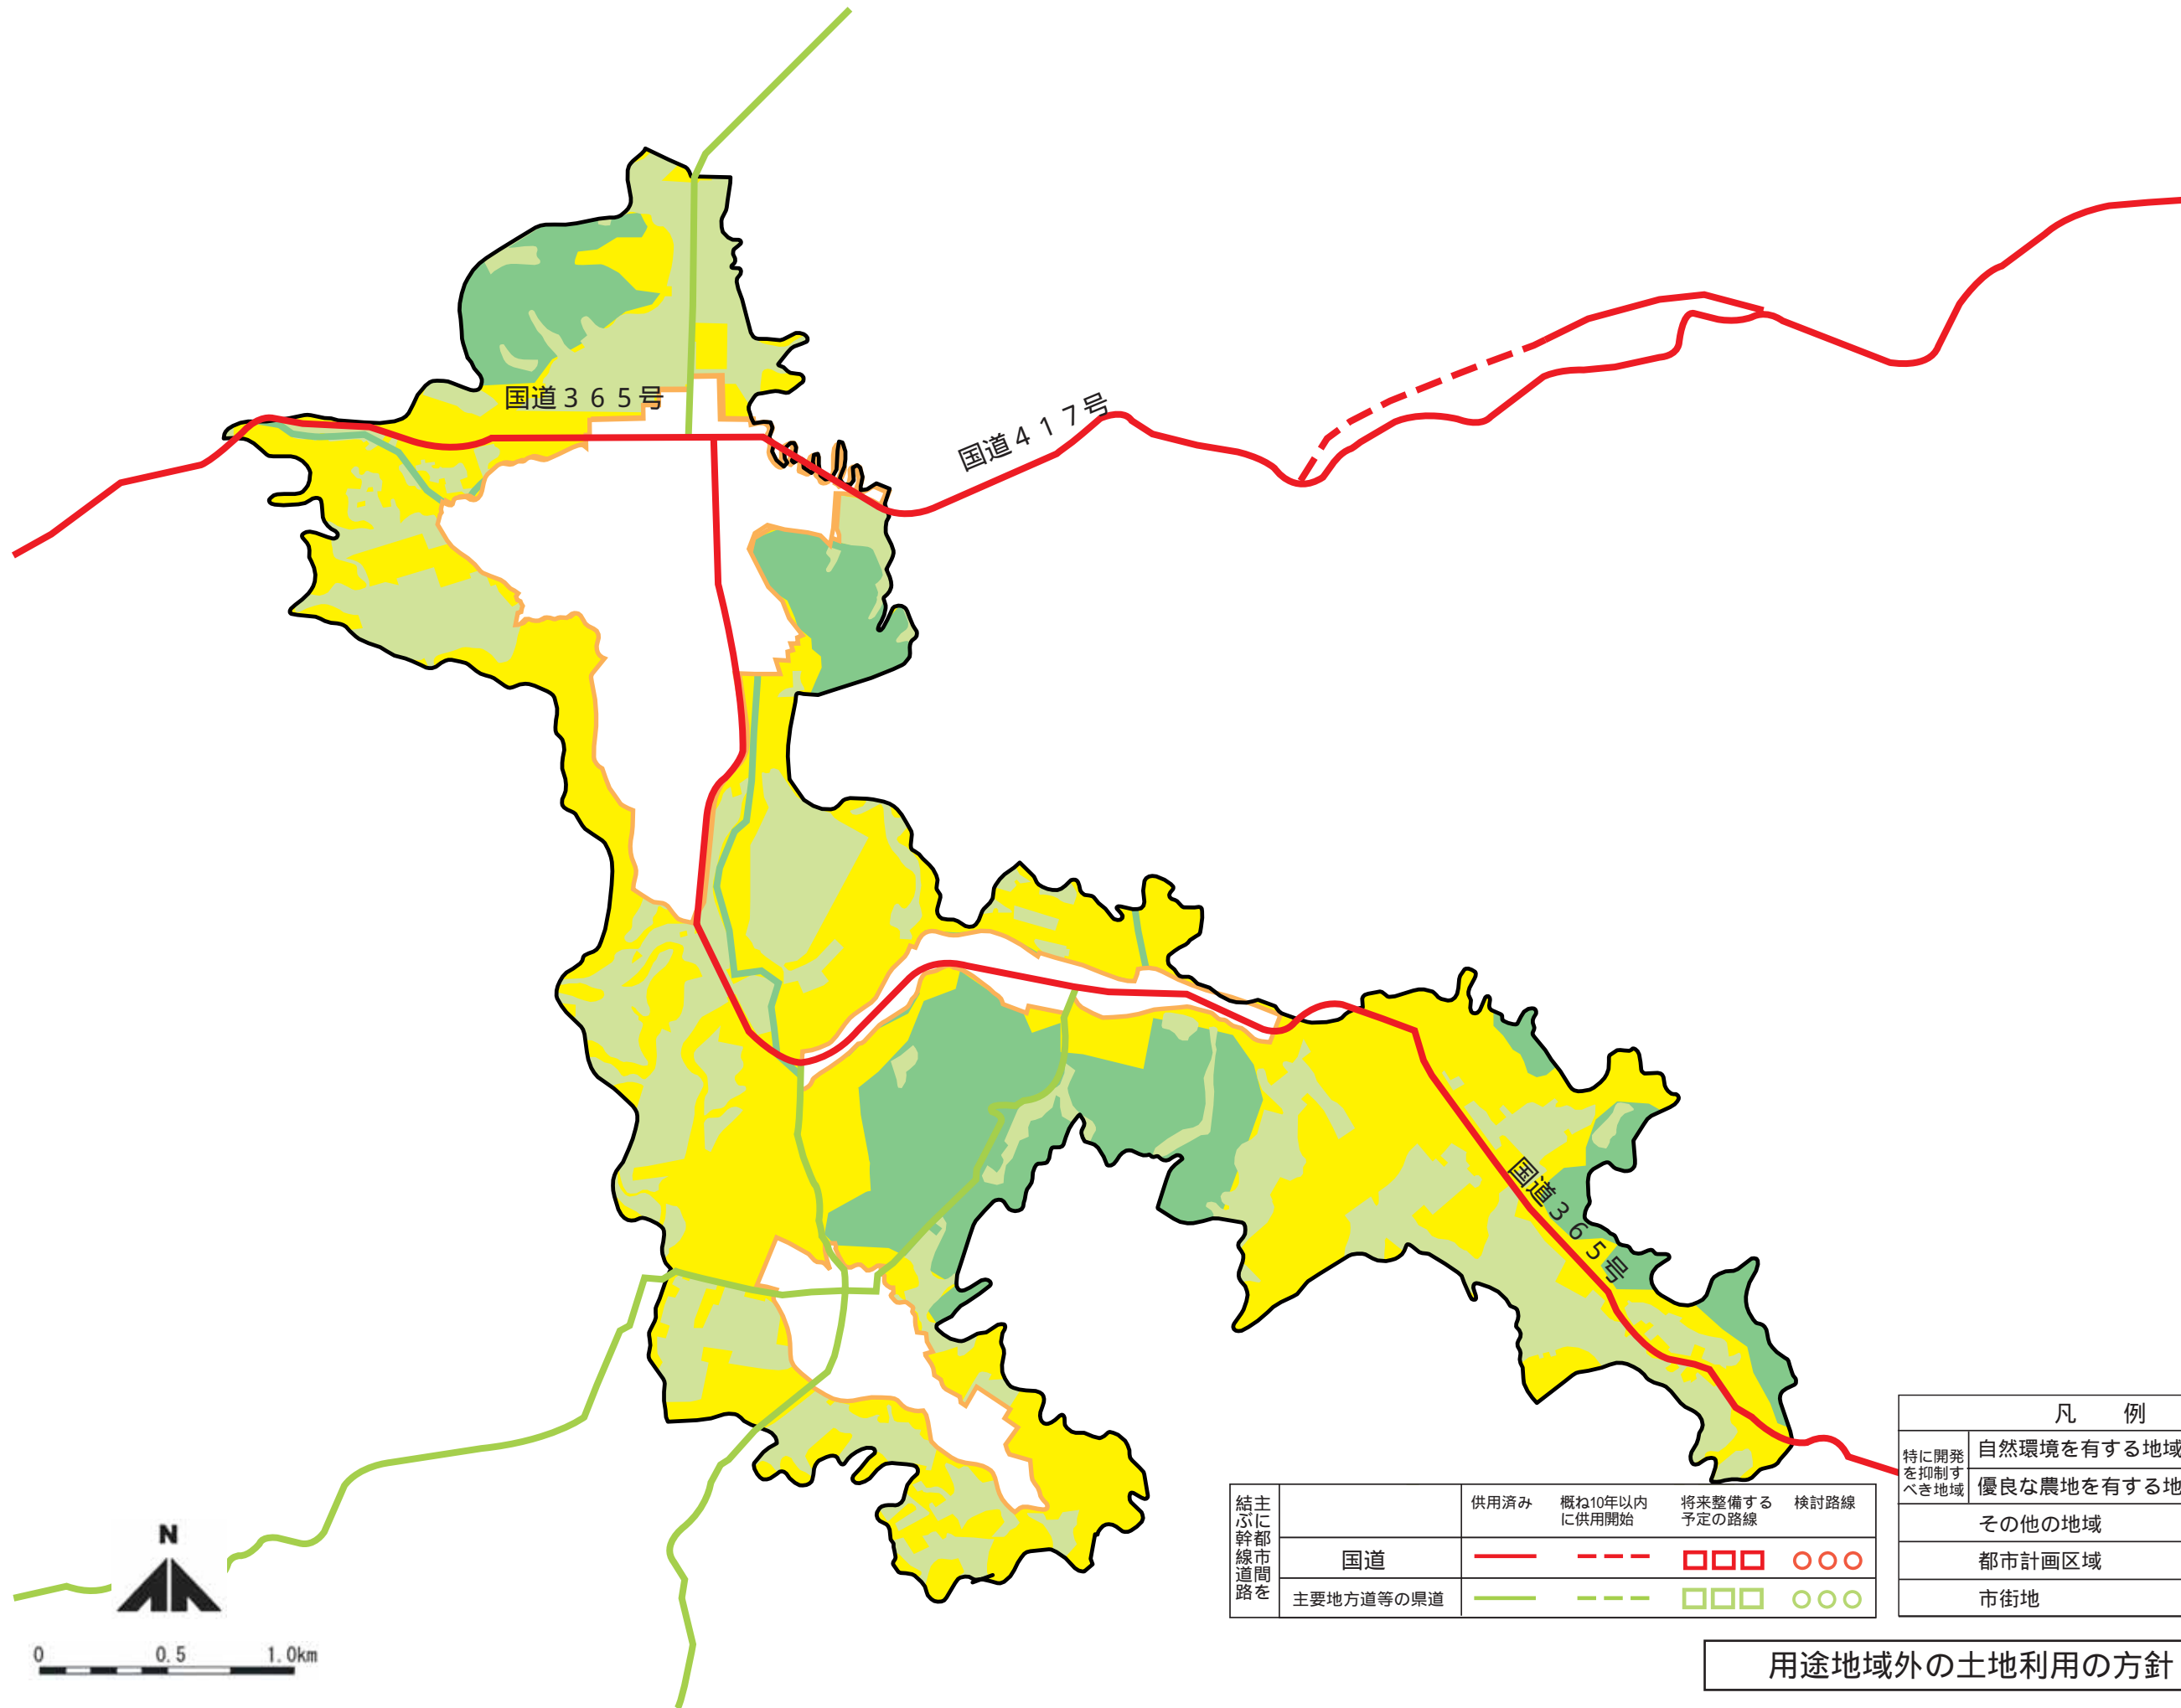 国道３６５号
国道４１７号
国道３６５号
N
0 0.5 1.0km
主に都市間を
結ぶ幹線道路
供用済み
概ね10年以内
に供用開始
将来整備する
予定の路線
検討路線
国道
主要地方道等の県道
凡　例
特に開発
を抑制す
べき地域
自然環境を有する地域
優良な農地を有する地
その他の地域
都市計画区域
市街地
用途地域外の土地利用の方針